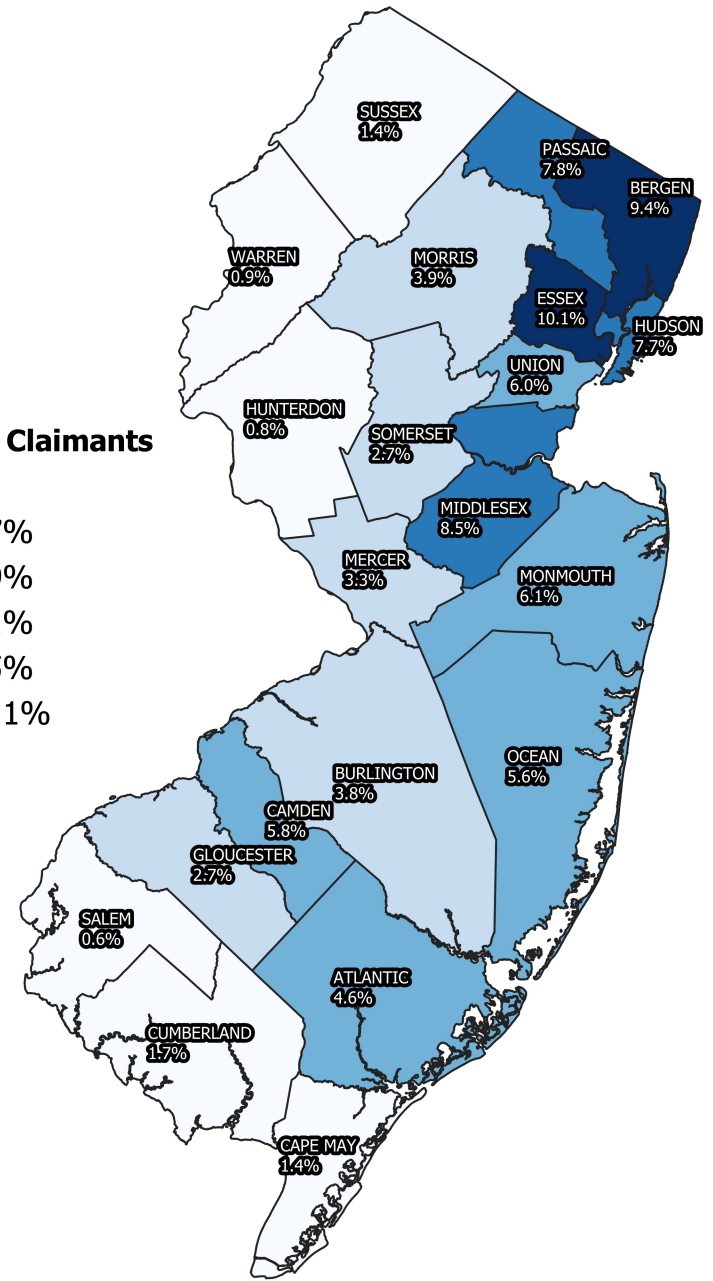 SUSSEX
1.4%
PASSAIC
7.8%
BERGEN
9.4%
WARREN
0.9%
MORRIS
3.9%
ESSEX
10.1%
HUDSON
7.7%
UNION
6.0%
HUNTERDON
0.8%
SOMERSET
2.7%
Claimants
MIDDLESEX
8.5%
7%
MERCER
3.3%
MONMOUTH
6.1%
1%
OCEAN
5.6%
BURLINGTON
3.8%
CAMDEN
5.8%
GLOUCESTER
2.7%
SALEM
0.6%
ATLANTIC
4.6%
CUMBERLAND
1.7%
CAPE MAY
1.4%